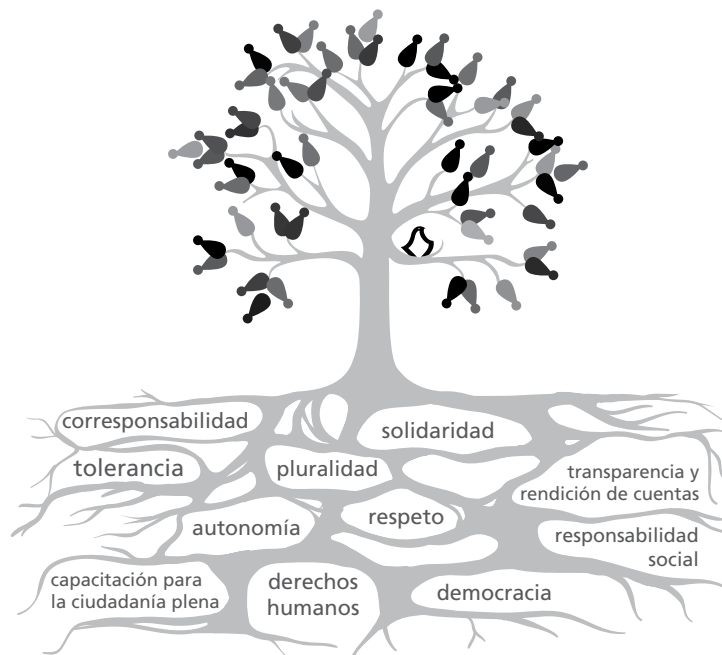 corresponsabilidad
solidaridad
tolerancia
pluralidad
transparencia y
rendición de cuentas
autonomía
respeto
responsabilidad
social
capacitación para
la ciudadanía plena
derechos
humanos
democracia